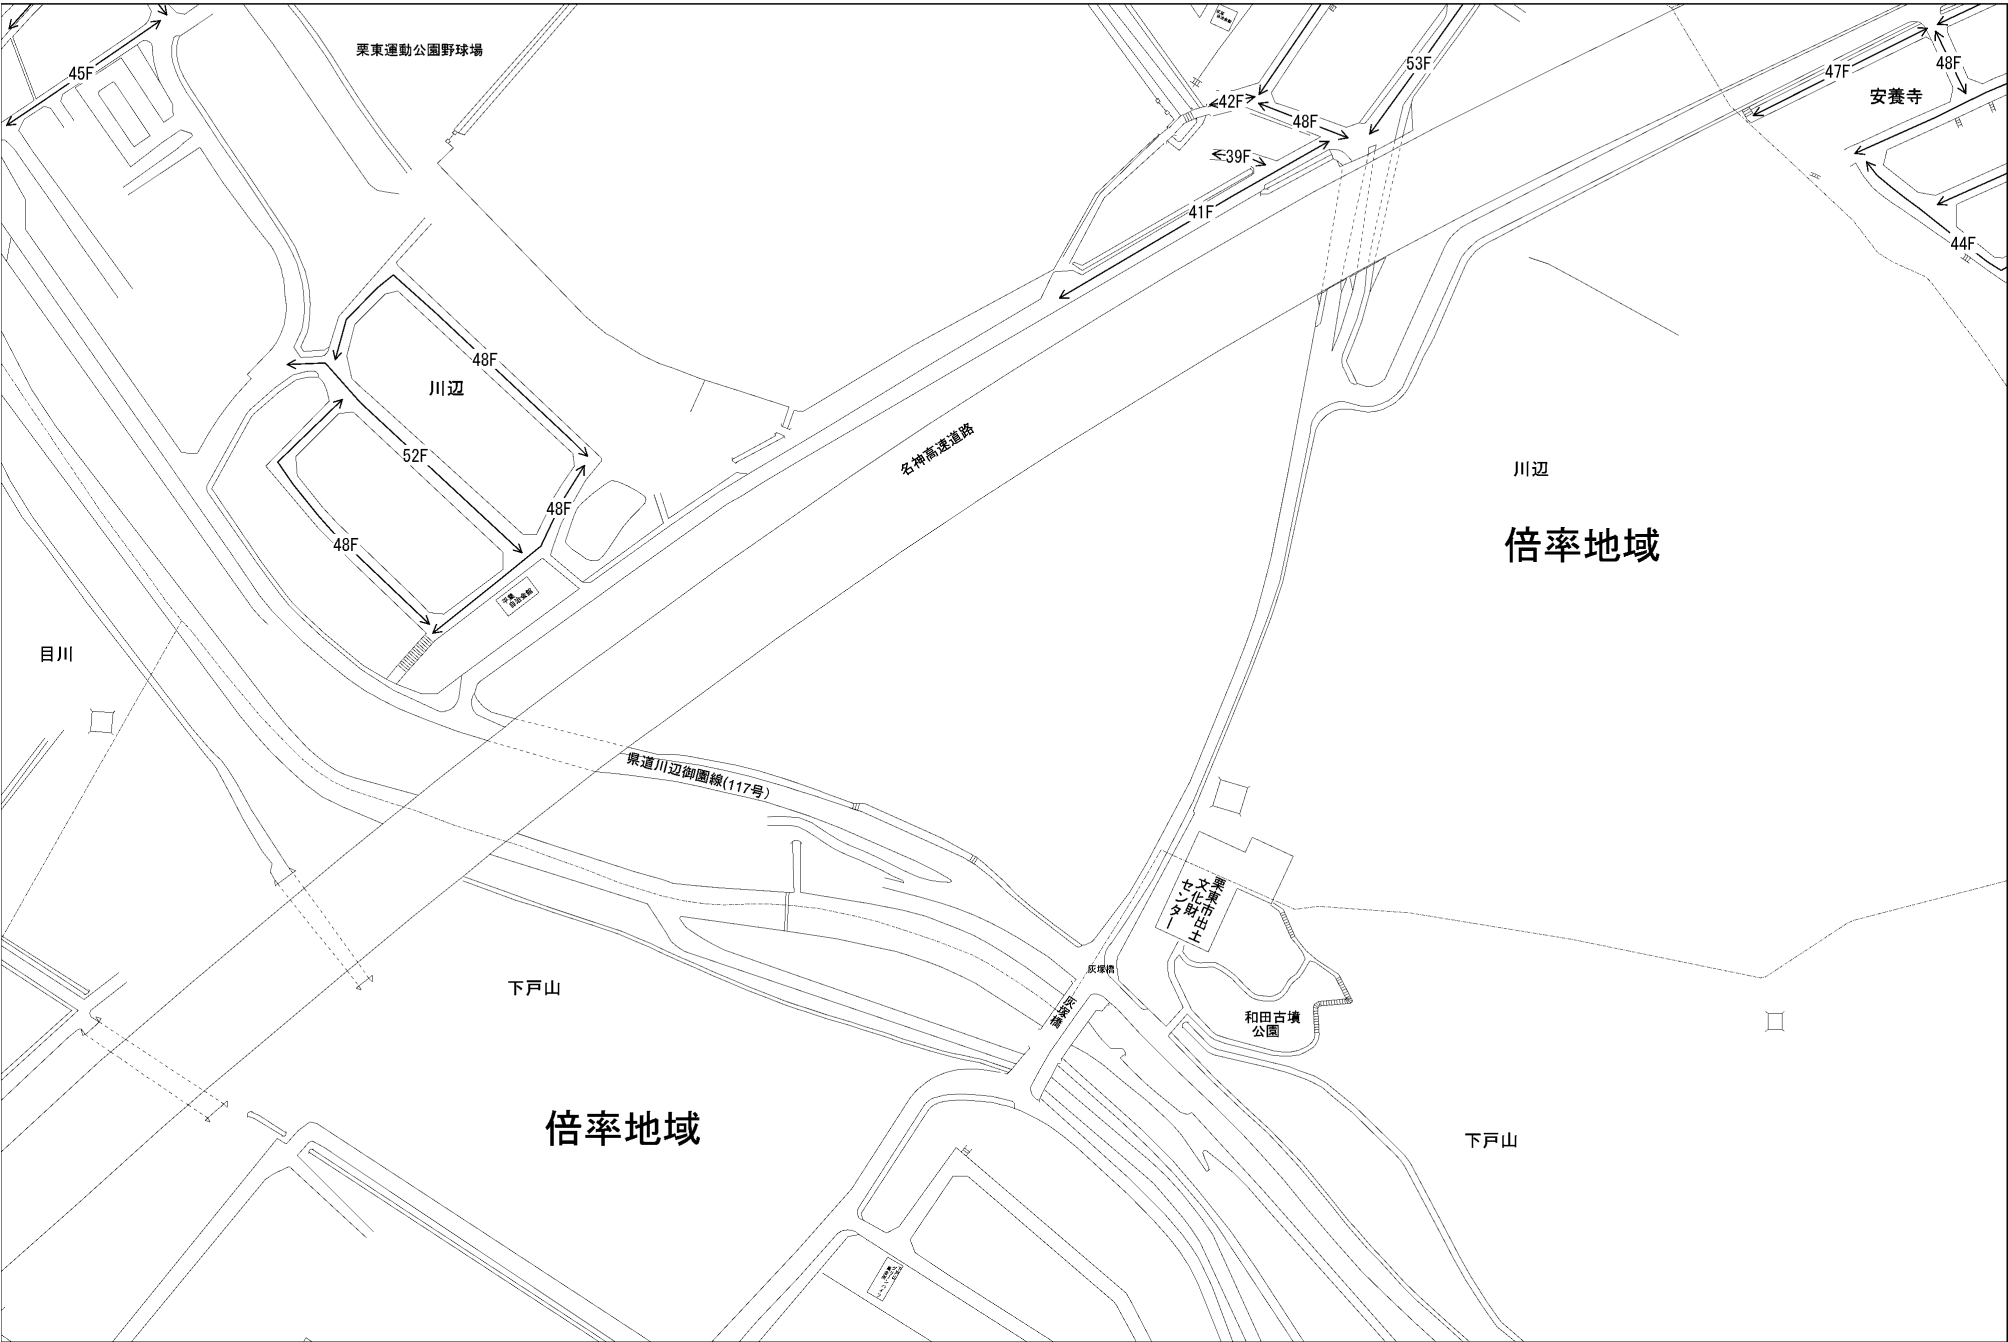 栗東運動公園野球場
45F
53F
47F
48F
安養寺
42F
48F
39F
41F
44F
48F
川辺
52F
48F
48F
名神高速道路
川辺
倍率地域
目川
県道川辺御園線(117号)
栗東市出土
文化財
センター
灰塚橋
灰塚橋
和田古墳
公園
下戸山
倍率地域
下戸山